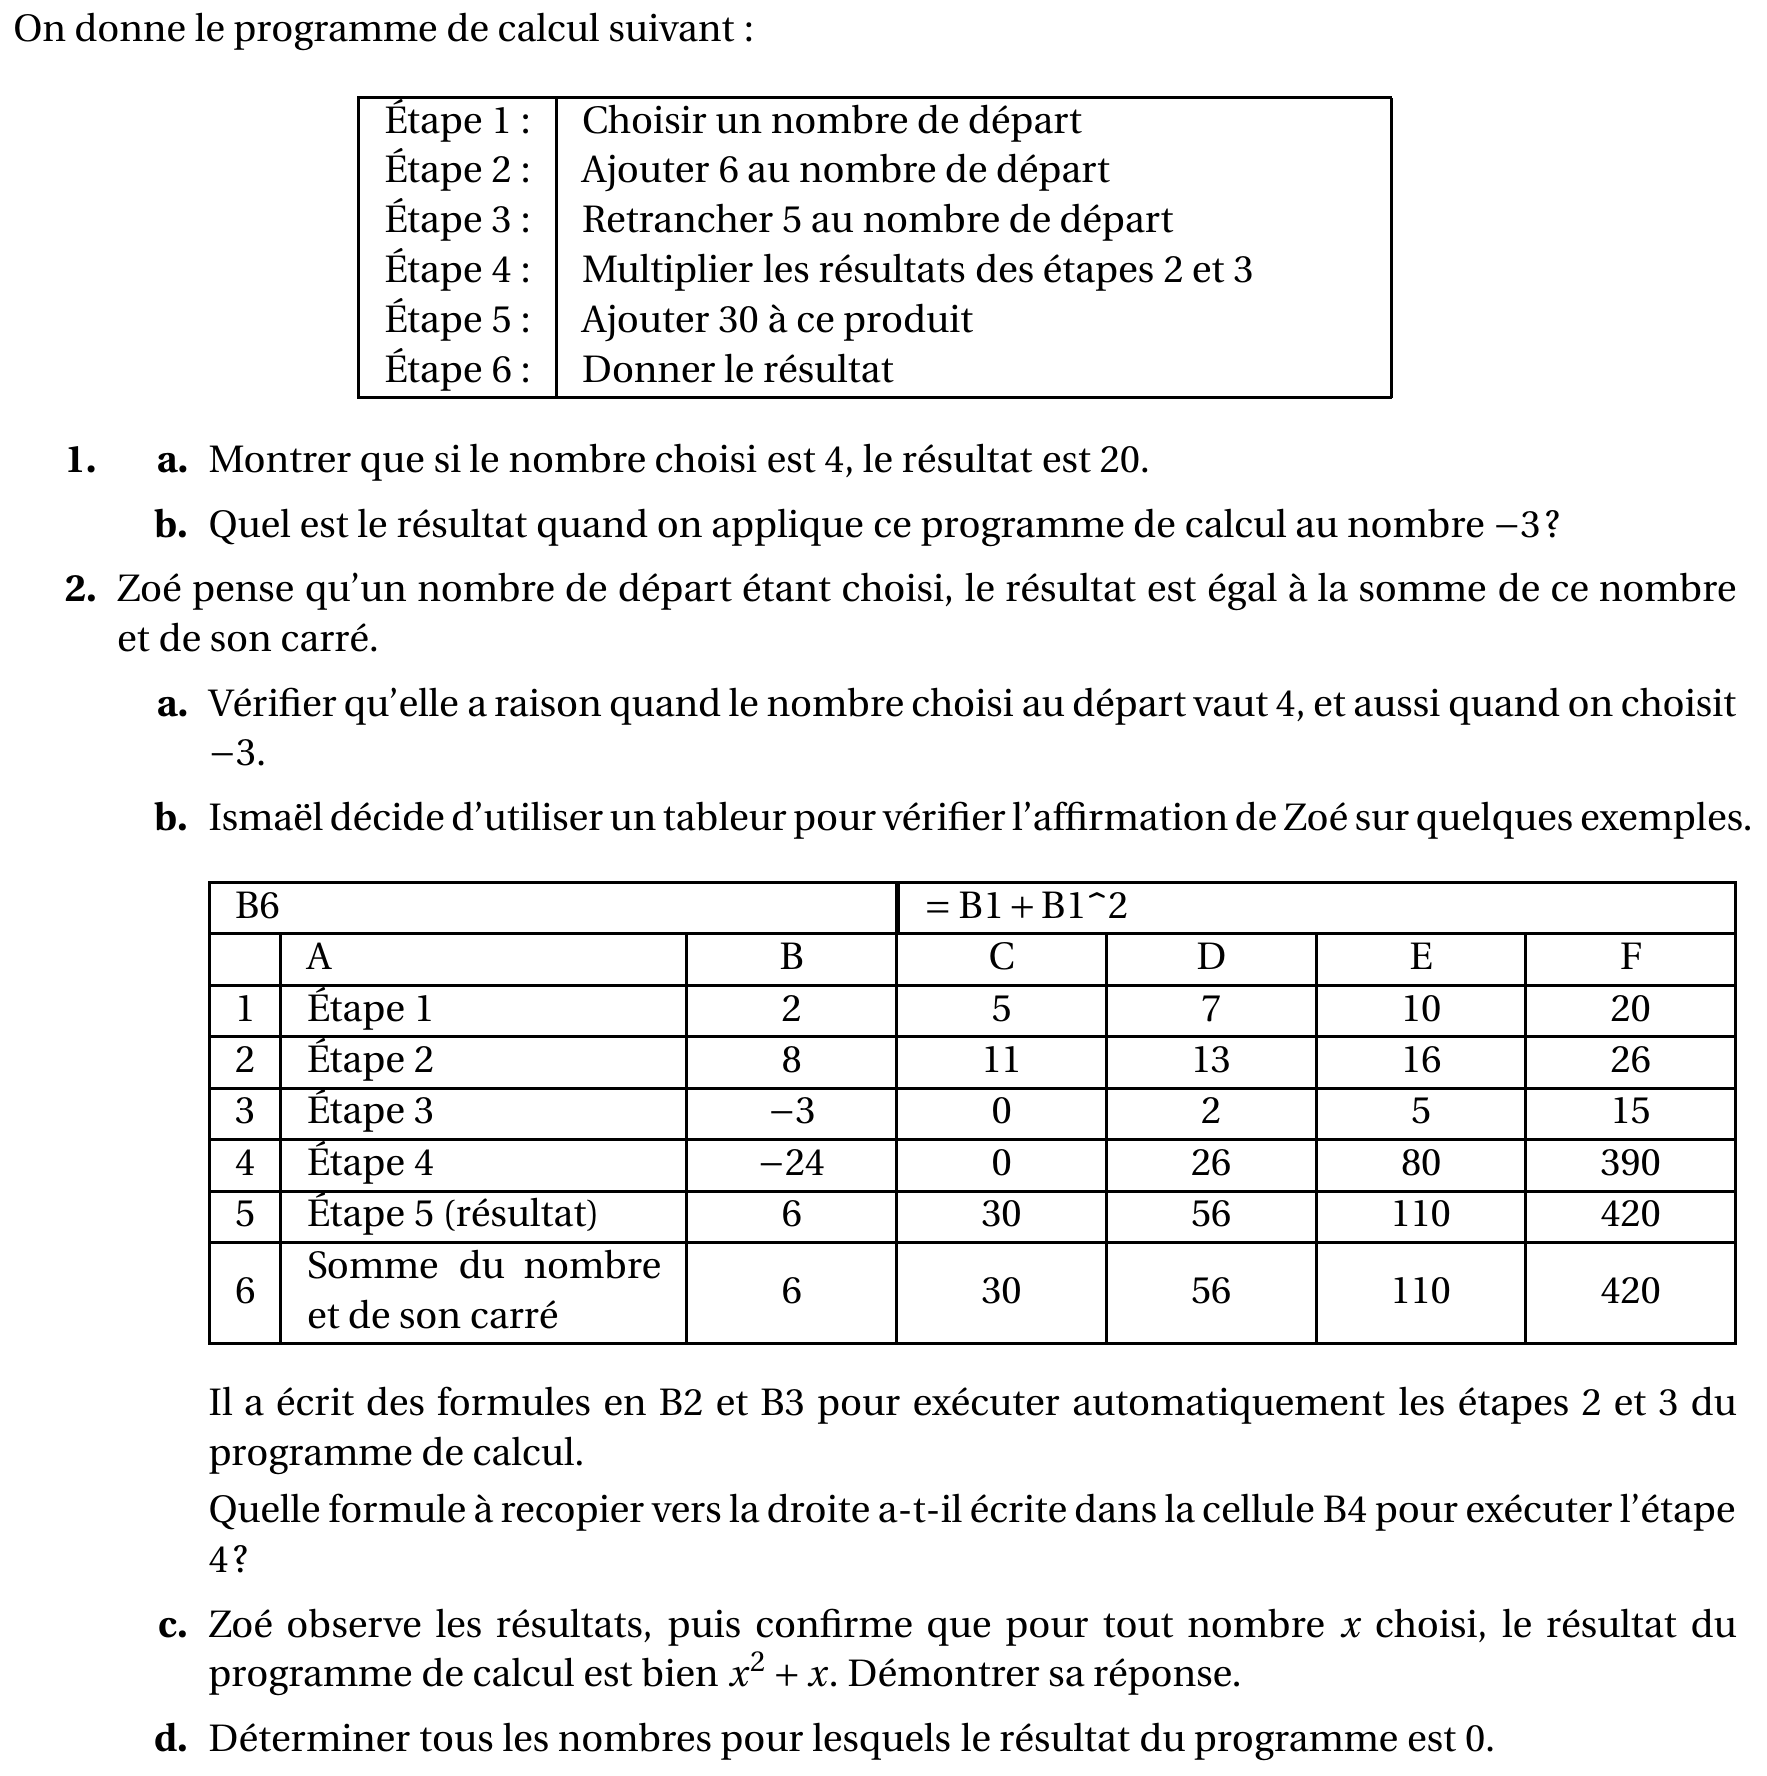 On donne le programme de calcul suivant :
Étape 1 : Choisir un nombre de départ
Étape 2 : Ajouter 6 au nombre de départ
Étape 3 : Retrancher 5 au nombre de départ
Étape 4 : Multiplier les résultats des étapes 2 et 3
Étape 5 : Ajouter 30 à ce produit
Étape 6 : Donner le résultat
1. a. Montrer que si le nombre choisi est 4, le résultat est 20.
b. Quel est le résultat quand on applique ce programme de calcul au nombre −3 ?
2. Zoé pense qu’un nombre de départ étant choisi, le résultat est égal à la somme de ce nombre
et de son carré.
a. Vérifier qu’elle a raison quand le nombre choisi au départ vaut 4, et aussi quand on choisit
−3.
b. Ismaël décide d’utiliser un tableur pour vérifier l’affirmation de Zoé sur quelques exemples.
B6 = B1 + B1^2
A B C D E F
1 Étape 1 2 5 7 10 20
2 Étape 2 8 11 13 16 26
3 Étape 3 −3 0 2 5 15
4 Étape 4 −24 0 26 80 390
5 Étape 5 (résultat) 6 30 56 110 420
Somme du nombre
6 6 30 56 110 420
et de son carré
Il a écrit des formules en B2 et B3 pour exécuter automatiquement les étapes 2 et 3 du
programme de calcul.
Quelle formule à recopier vers la droite a-t-il écrite dans la cellule B4 pour exécuter l’étape
4 ?
c. Zoé observe les résultats, puis confirme que pour tout nombre x choisi, le résultat du
programme de calcul est bien x² + x. Démontrer sa réponse.
d. Déterminer tous les nombres pour lesquels le résultat du programme est 0.